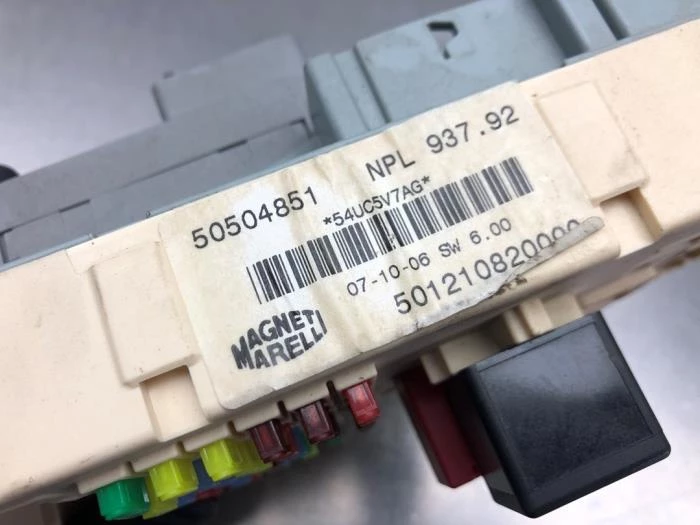 50504851 NPL 937.92
*54UC5V7AG*
07-10-06 SW 6.00
MAGNETI
MARELLI